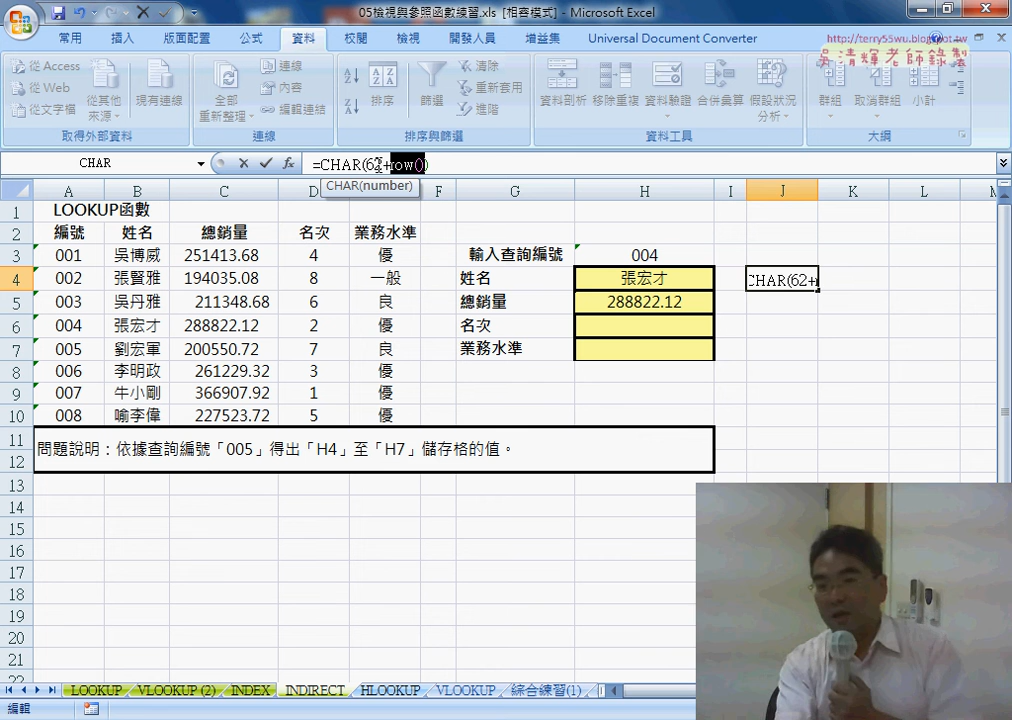 05檢視與參照函數練習.xls [相容模式] - Microsoft Excel
常用 插入 版面配置 公式 資料 校閱 檢視 開發人員 增益集 Universal Document Converter
http://terry55wu.blogspot.tw
吳清輝老師錄製
從 Access
從 Web
從文字檔
從其他來源
現有連線
取得外部資料
全部重新整理
連線
內容
編輯連結
連線
排序
篩選
清除
重新套用
進階
排序與篩選
資料剖析
移除重複
資料驗證
合併彙算
假設狀況分析
資料工具
群組
取消群組
小計
大綱
CHAR =CHAR(62+row())
CHAR(number)
A B C D F G H I J K L M
1 LOOKUP函數
2 編號 姓名 總銷量 名次 業務水準
3 001 吳博威 251413.68 4 優 輸入查詢編號 004
4 002 張賢雅 194035.08 8 一般 姓名 張宏才 CHAR(62+r
5 003 吳丹雅 211348.68 6 良 總銷量 288822.12
6 004 張宏才 288822.12 2 優 名次
7 005 劉宏軍 200550.72 7 良 業務水準
8 006 李明政 261229.32 3 優
9 007 牛小剛 366907.92 1 優
10 008 喻李偉 227523.72 5 優
11 問題說明：依據查詢編號「005」得出「H4」至「H7」儲存格的值。
12
13
14
15
16
17
18
19
20
21
22
LOOKUP VLOOKUP (2) INDEX INDIRECT HLOOKUP VLOOKUP 綜合練習(1)
編輯